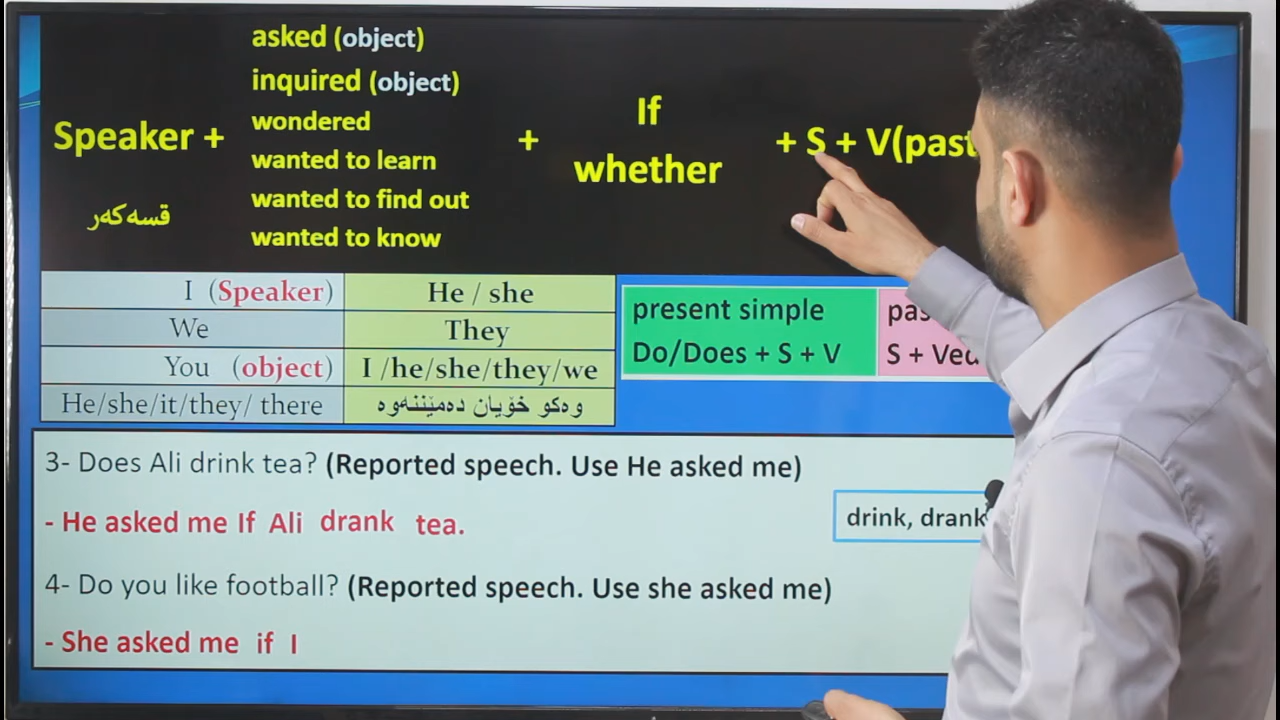 asked (object)
inquired (object)
wondered
wanted to learn
wanted to find out
wanted to know
Speaker +
قسەکەر
+
If
whether
+ S + V(past
I (Speaker) He / she
We They
You (object) I /he/she/they/we
He/she/it/they/ there وەکو خۆیان دەمێننەوە
present simple
Do/Does + S + V
pas
S + Ved
3- Does Ali drink tea? (Reported speech. Use He asked me)
- He asked me If Ali drank tea.
drink, drank
4- Do you like football? (Reported speech. Use she asked me)
- She asked me if I